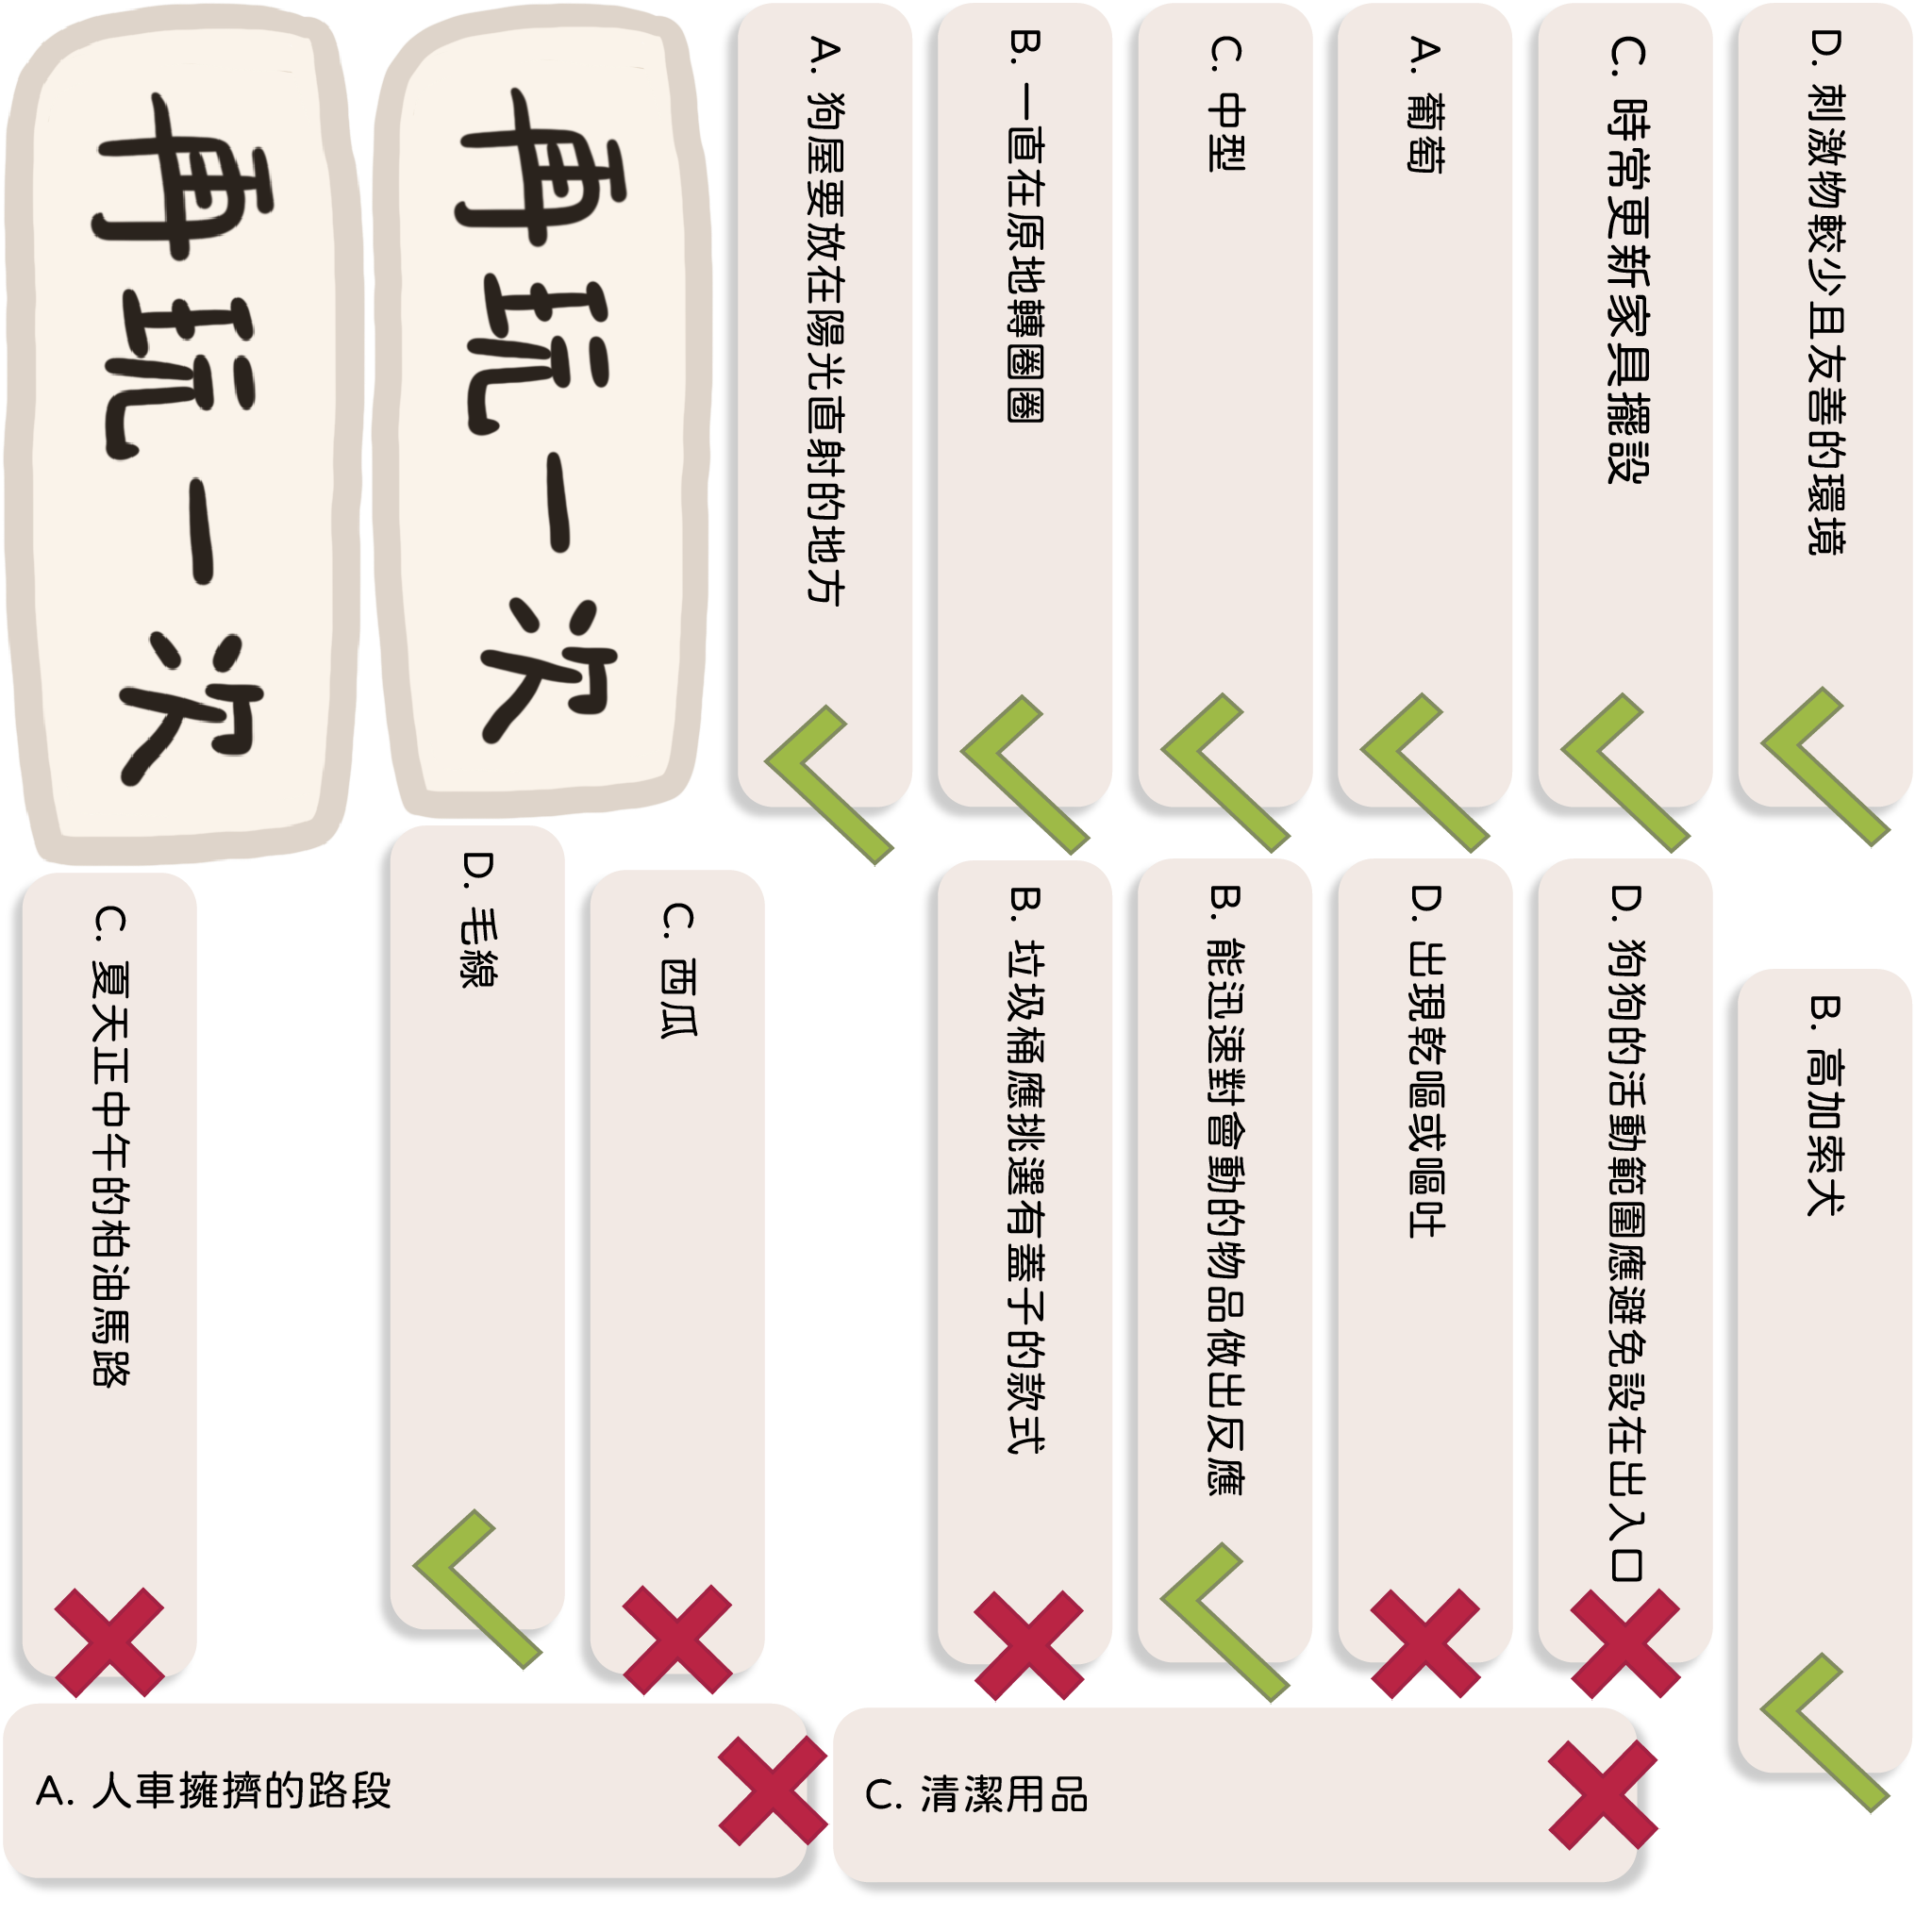 再玩一次
再玩一次
A. 狗屋要放在陽光直射的地方
B. 一直在原地轉圈圈
C. 中型
A. 葡萄
C. 時常更新家具擺設
D. 刺激物較少且友善的環境
C. 夏天正中午的柏油馬路
D. 毛線
C. 西瓜
B. 垃圾桶應挑選有蓋子的款式
B. 能迅速對會動的物品做出反應
D. 出現乾嘔或嘔吐
D. 狗狗的活動範圍應避免設在出入口
B. 高加索犬
A. 人車擁擠的路段
C. 清潔用品